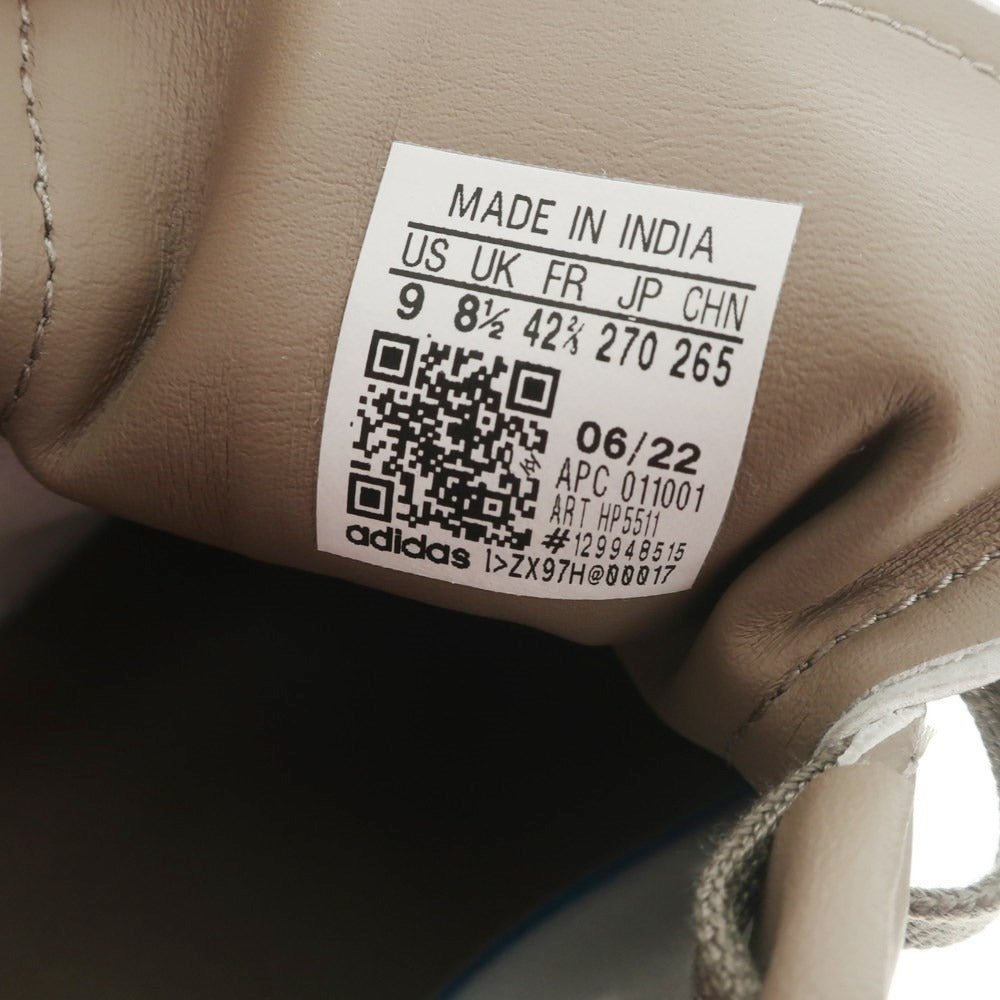 MADE IN INDIA
US UK FR JP CHN
9 8½ 42⅔ 270 265
06/22
APC 011001
ART HP5511
#129948515
adidas 1>ZX97H@00017